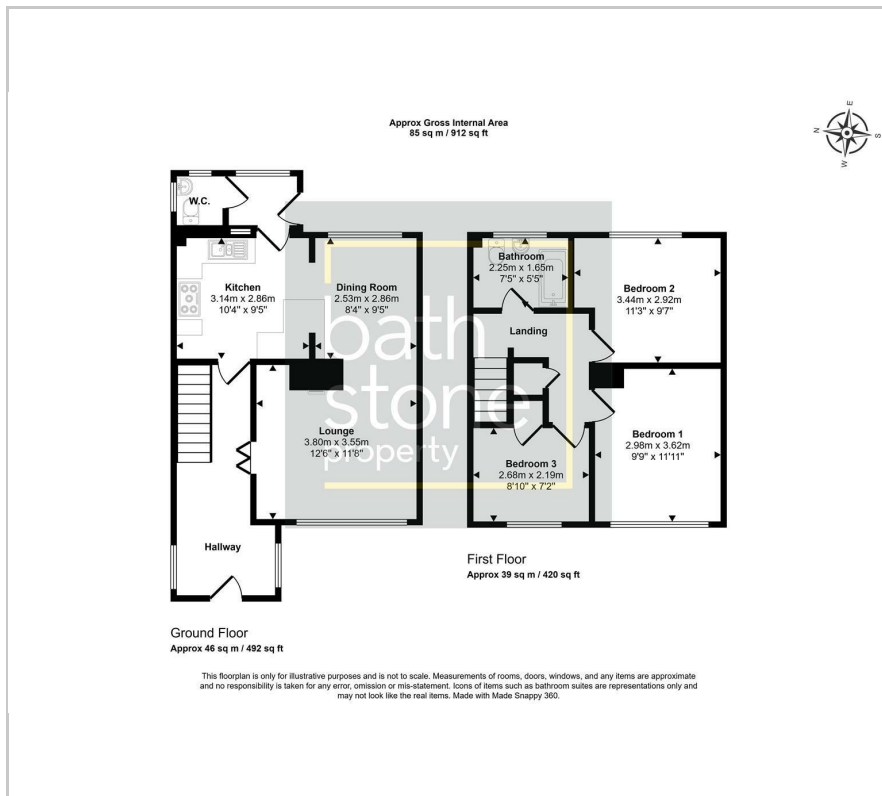 Approx Gross Internal Area
85 sq m / 912 sq ft
N
E
S
W
W.C.
Kitchen
3.14m x 2.86m
10'4" x 9'5"
Dining Room
2.53m x 2.86m
8'4" x 9'5"
Lounge
3.80m x 3.55m
12'6" x 11'8"
Hallway
Ground Floor
Approx 46 sq m / 492 sq ft
Bathroom
2.25m x 1.65m
7'5" x 5'5"
Bedroom 2
3.44m x 2.92m
11'3" x 9'7"
Landing
Bedroom 1
2.98m x 3.62m
9'9" x 11'11"
Bedroom 3
2.68m x 2.19m
8'10" x 7'2"
First Floor
Approx 39 sq m / 420 sq ft
bath
stone
property
This floorplan is only for illustrative purposes and is not to scale. Measurements of rooms, doors, windows, and any items are approximate
and no responsibility is taken for any error, omission or mis-statement. Icons of items such as bathroom suites are representations only and
may not look like the real items. Made with Made Snappy 360.